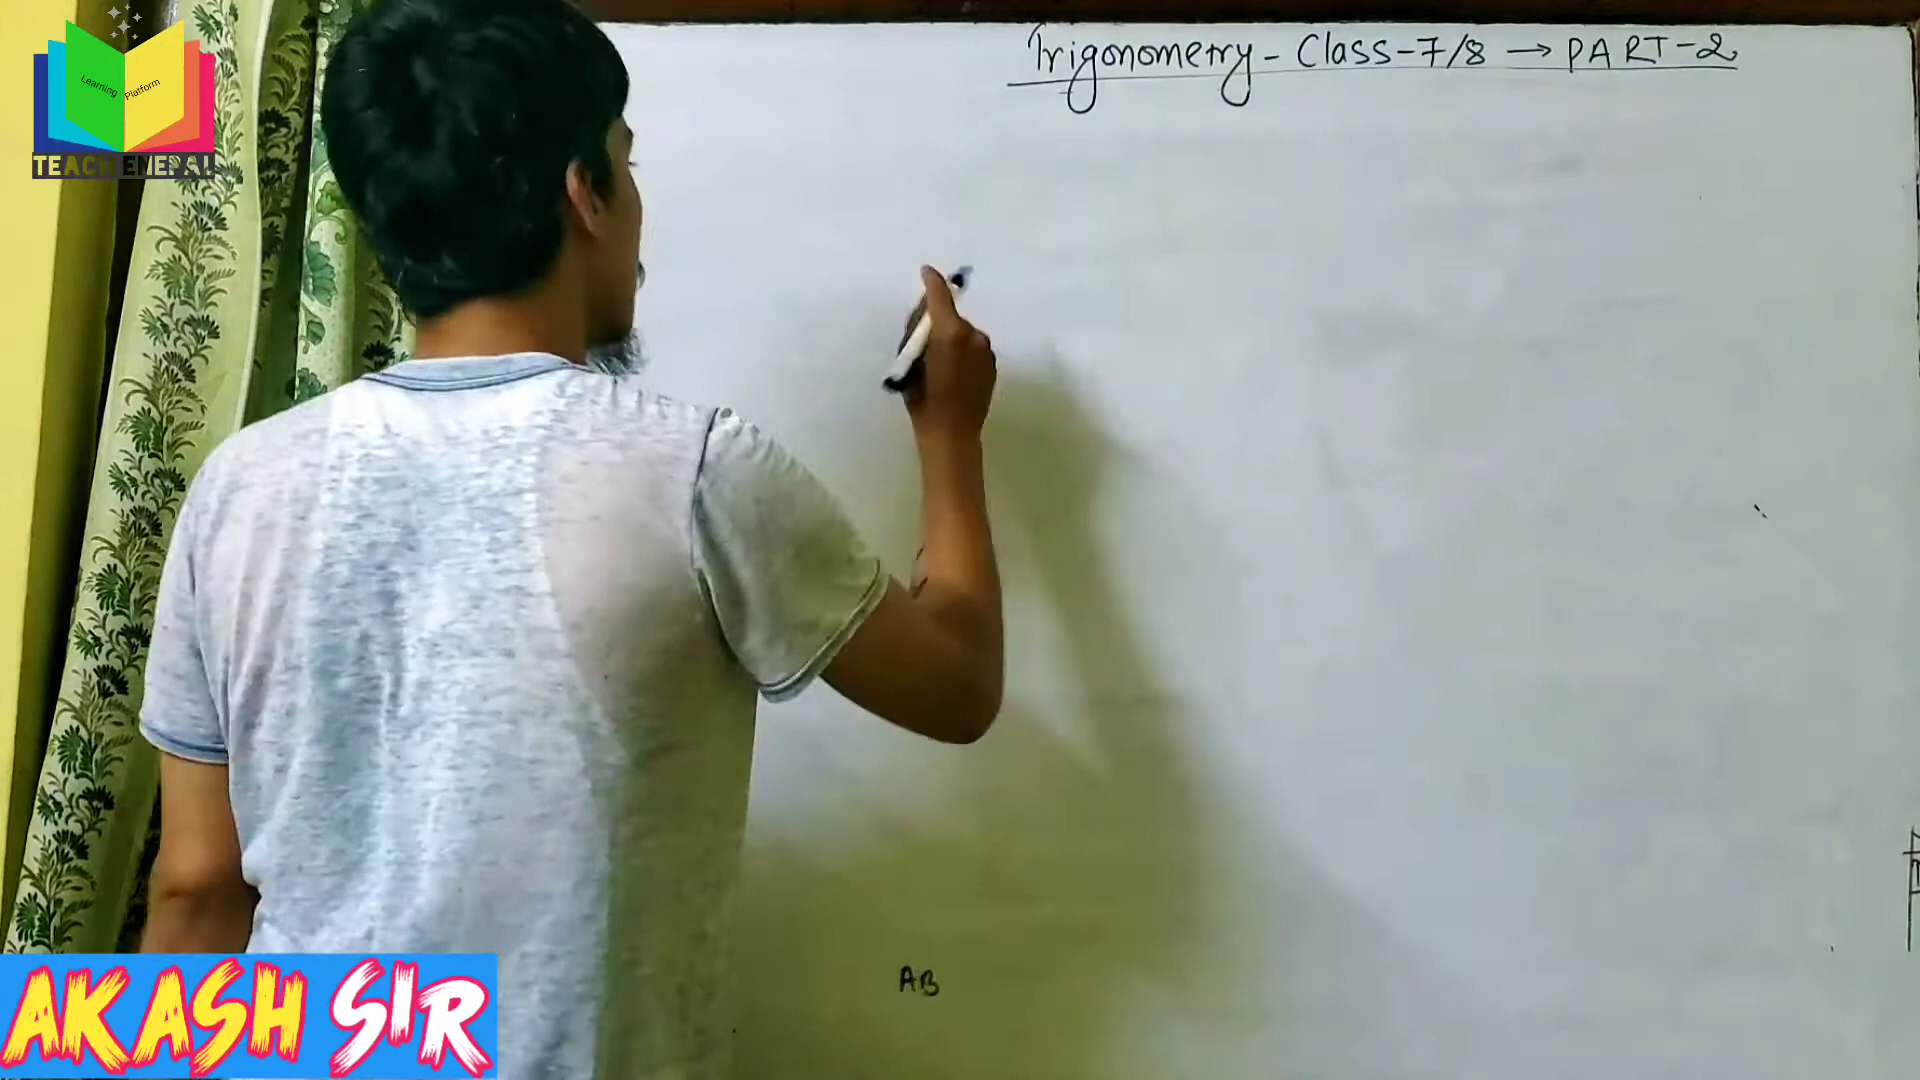 Trigonometry - Class-7/8 → PART-2
Learning Platform
TEACH ENEPAL
AB
AKASH SIR